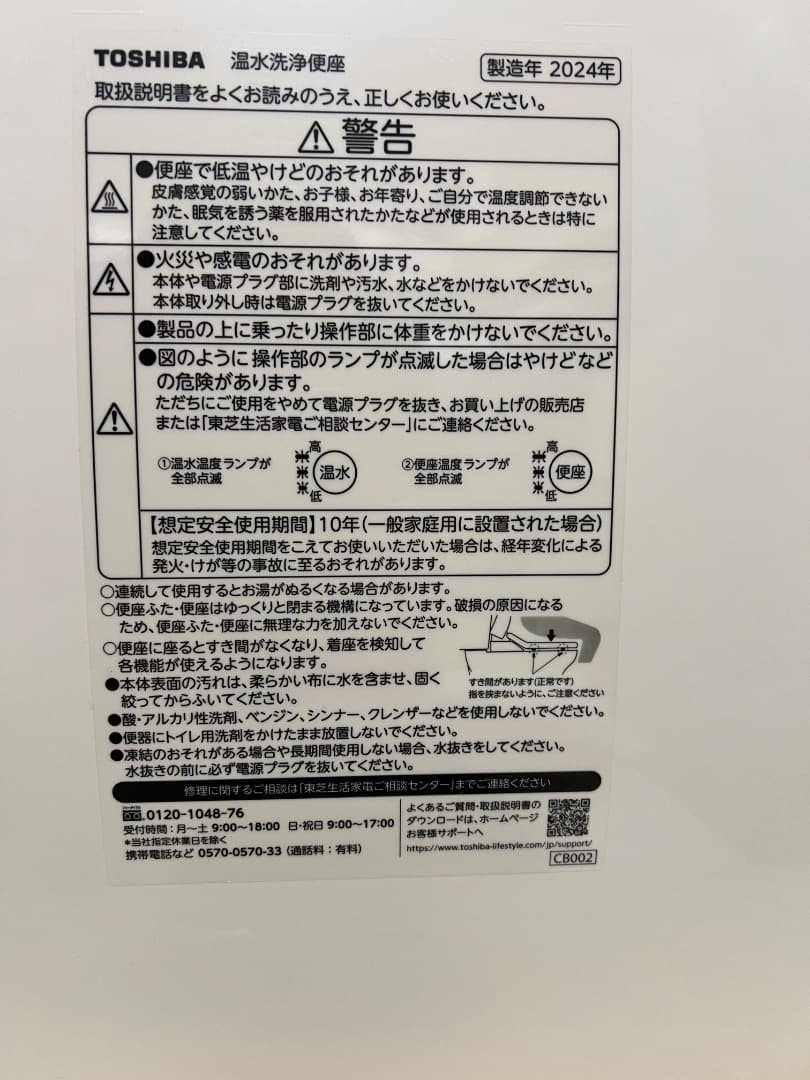 TOSHIBA 温水洗浄便座 製造年 2024年
取扱説明書をよくお読みのうえ、正しくお使いください。
警告
●便座で低温やけどのおそれがあります。
皮膚感覚の弱いかた、お子様、お年寄り、ご自分で温度調節できない
かた、眠気を誘う薬を服用されたかたなどが使用されるときは特に
注意してください。
●火災や感電のおそれがあります。
本体や電源プラグ部に洗剤や汚水、水などをかけないでください。
本体取り外し時は電源プラグを抜いてください。
●製品の上に乗ったり操作部に体重をかけないでください。
●図のように操作部のランプが点滅した場合はやけどなど
の危険があります。
ただちにご使用をやめて電源プラグを抜き、お買い上げの販売店
または「東芝生活家電ご相談センター」にご連絡ください。
①温水温度ランプが
全部点滅
高
温水
低
②便座温度ランプが
全部点滅
高
便座
低
【想定安全使用期間】10年(一般家庭用に設置された場合)
想定安全使用期間をこえてお使いいただいた場合は、経年変化による
発火・けが等の事故に至るおそれがあります。
○連続して使用するとお湯がぬるくなる場合があります。
○便座ふた・便座はゆっくりと閉まる機構になっています。破損の原因になる
ため、便座ふた・便座に無理な力を加えないでください。
○便座に座るとすき間がなくなり、着座を検知して
各機能が使えるようになります。
すき間があります(正常です)
指を挟まないように、ご注意ください
●本体表面の汚れは、柔らかい布に水を含ませ、固く
絞ってからふいてください。
●酸・アルカリ性洗剤、ベンジン、シンナー、クレンザーなどを使用しないでください。
●便器にトイレ用洗剤をかけたまま放置しないでください。
●凍結のおそれがある場合や長期間使用しない場合、水抜きをしてください。
水抜きの前に必ず電源プラグを抜いてください。
修理に関するご相談は「東芝生活家電ご相談センター」までご連絡ください
0120-1048-76
受付時間:月〜土 9:00〜18:00 日・祝日 9:00〜17:00
*当社指定休業日を除く
携帯電話など 0570-0570-33 (通話料:有料)
よくあるご質問・取扱説明書の
ダウンロードは、ホームページ
お客様サポートへ
https://www.toshiba-lifestyle.com/jp/support/
CB002